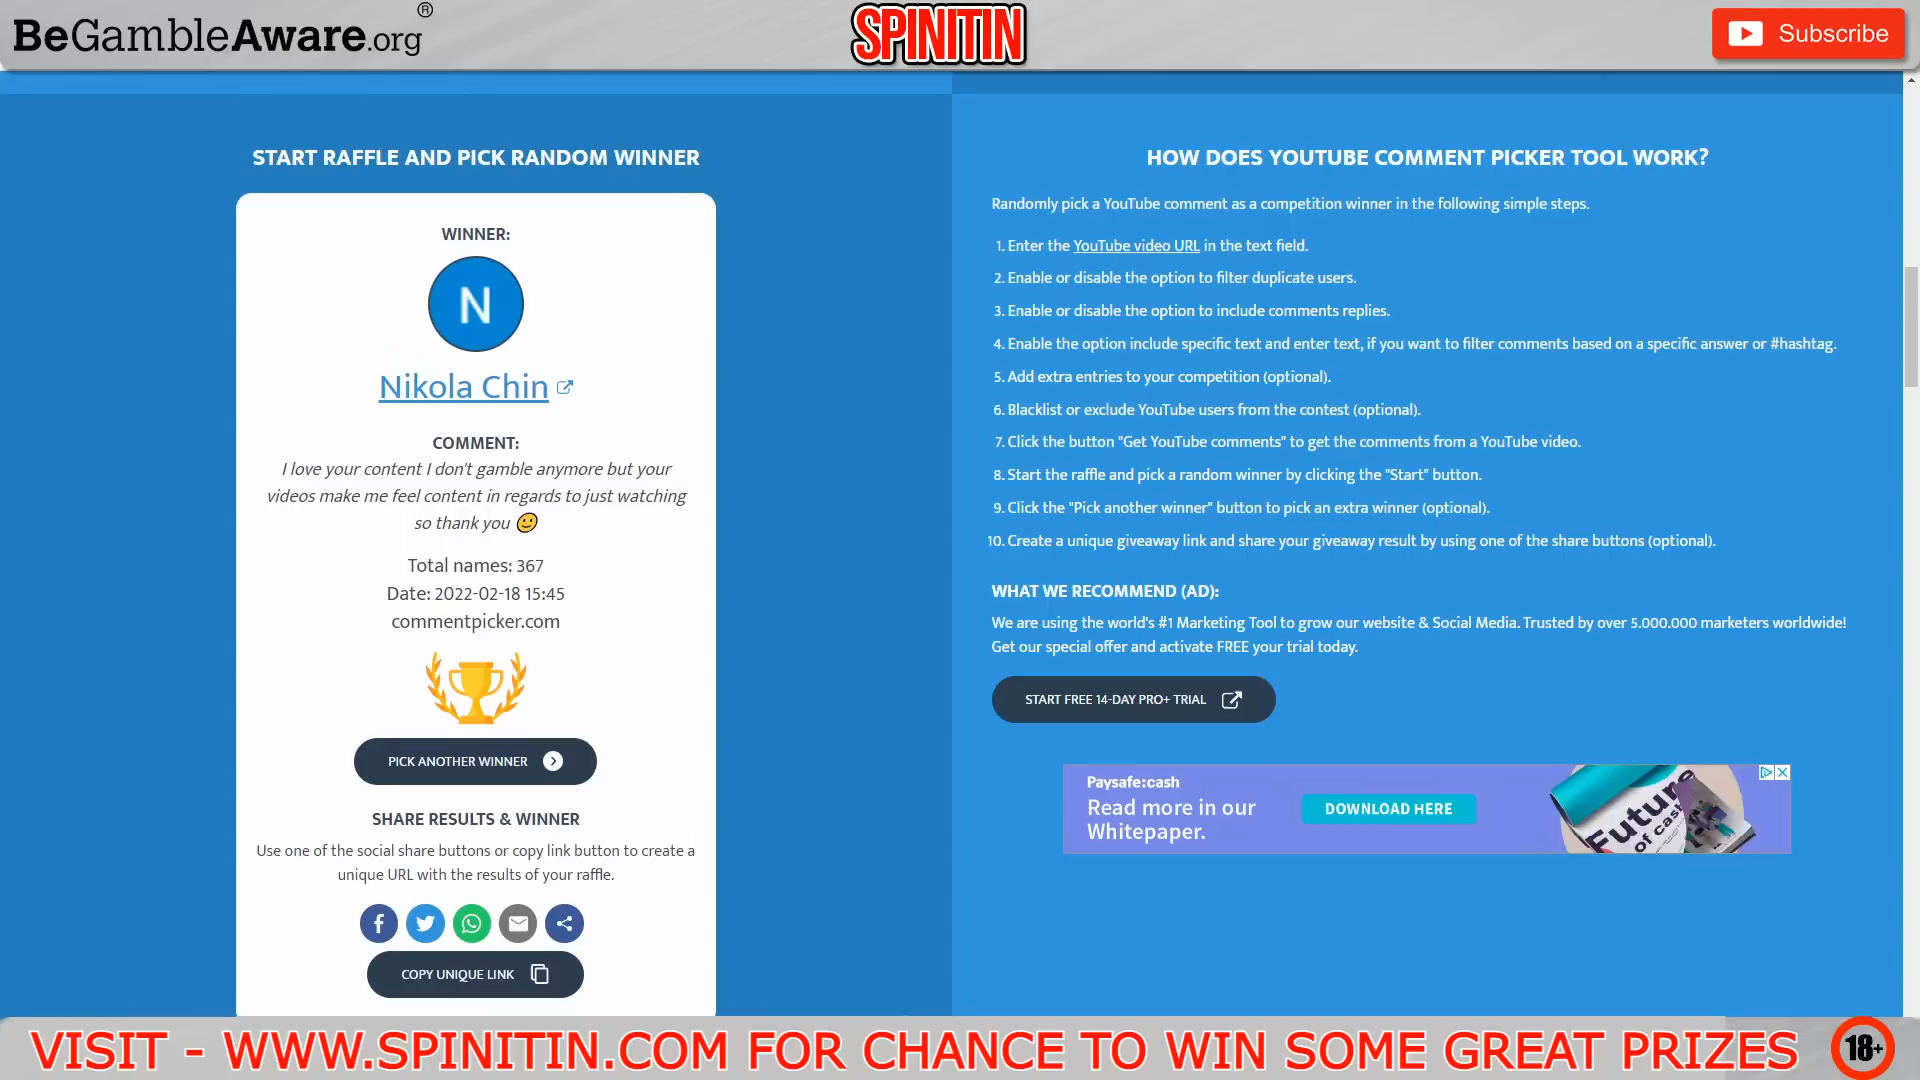 BeGambleAware.org®
SPINITIN
Subscribe
START RAFFLE AND PICK RANDOM WINNER
WINNER:
N
Nikola Chin
COMMENT:
I love your content I don't gamble anymore but your
videos make me feel content in regards to just watching
so thank you 🙂
Total names: 367
Date: 2022-02-18 15:45
commentpicker.com
PICK ANOTHER WINNER
SHARE RESULTS & WINNER
Use one of the social share buttons or copy link button to create a
unique URL with the results of your raffle.
COPY UNIQUE LINK
HOW DOES YOUTUBE COMMENT PICKER TOOL WORK?
Randomly pick a YouTube comment as a competition winner in the following simple steps.
1. Enter the YouTube video URL in the text field.
2. Enable or disable the option to filter duplicate users.
3. Enable or disable the option to include comments replies.
4. Enable the option include specific text and enter text, if you want to filter comments based on a specific answer or #hashtag.
5. Add extra entries to your competition (optional).
6. Blacklist or exclude YouTube users from the contest (optional).
7. Click the button "Get YouTube comments" to get the comments from a YouTube video.
8. Start the raffle and pick a random winner by clicking the "Start" button.
9. Click the "Pick another winner" button to pick an extra winner (optional).
10. Create a unique giveaway link and share your giveaway result by using one of the share buttons (optional).
WHAT WE RECOMMEND (AD):
We are using the world's #1 Marketing Tool to grow our website & Social Media. Trusted by over 5.000.000 marketers worldwide!
Get our special offer and activate FREE your trial today.
START FREE 14-DAY PRO+ TRIAL
Paysafe:cash
Read more in our
Whitepaper.
DOWNLOAD HERE
Future
of cash
VISIT - WWW.SPINITIN.COM FOR CHANCE TO WIN SOME GREAT PRIZES
18+